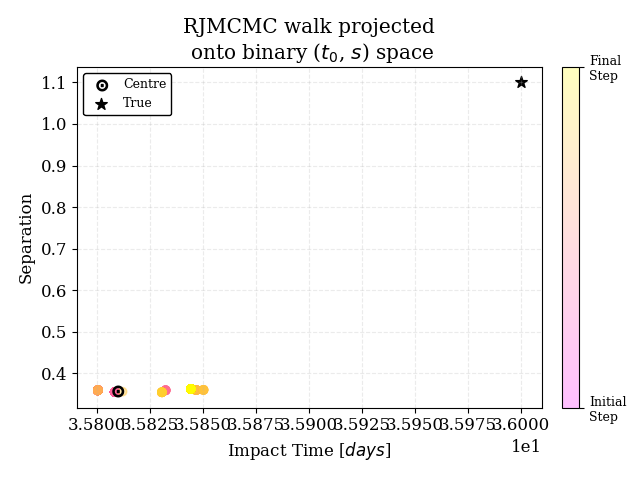 RJMCMC walk projected
onto binary (t₀, s) space
Centre
True
Separation
1.1
1.0
0.9
0.8
0.7
0.6
0.5
0.4
3.5800 3.5825 3.5850 3.5875 3.5900 3.5925 3.5950 3.5975 3.6000
1e1
Impact Time [days]
Final
Step
Initial
Step